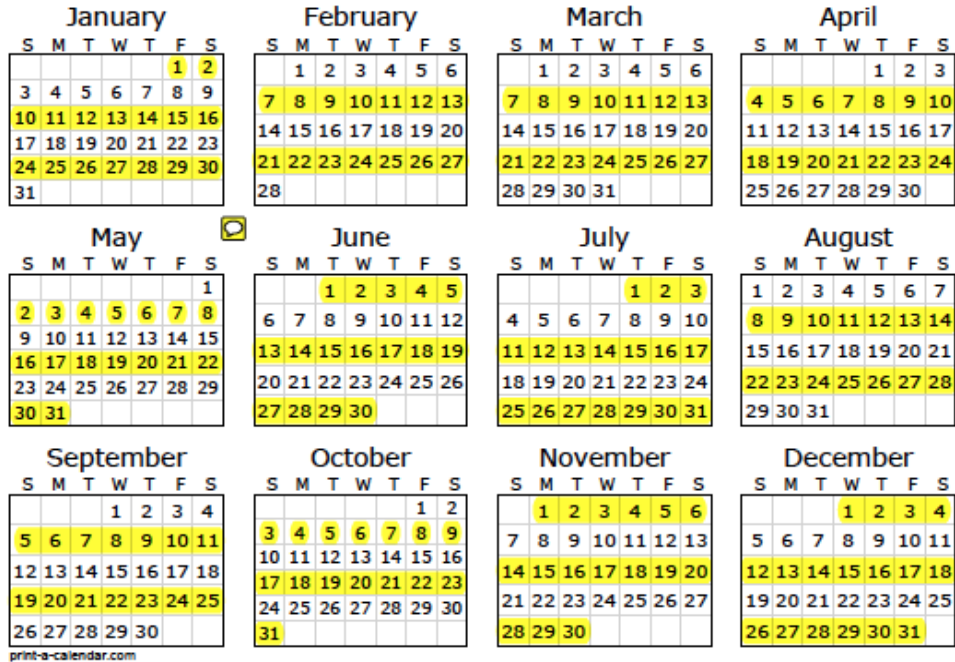 January February March April
S M T W T F S S M T W T F S S M T W T F S S M T W T F S
1 2 1 2 3 4 5 6 1 2 3 4 5 6 1 2 3
3 4 5 6 7 8 9 7 8 9 10 11 12 13 7 8 9 10 11 12 13 4 5 6 7 8 9 10
10 11 12 13 14 15 16 14 15 16 17 18 19 20 14 15 16 17 18 19 20 11 12 13 14 15 16 17
17 18 19 20 21 22 23 21 22 23 24 25 26 27 21 22 23 24 25 26 27 18 19 20 21 22 23 24
24 25 26 27 28 29 30 28 28 29 30 31 25 26 27 28 29 30
31
May June July August
S M T W T F S S M T W T F S S M T W T F S S M T W T F S
1 1 2 3 4 5 1 2 3 1 2 3 4 5 6 7
2 3 4 5 6 7 8 6 7 8 9 10 11 12 4 5 6 7 8 9 10 8 9 10 11 12 13 14
9 10 11 12 13 14 15 13 14 15 16 17 18 19 11 12 13 14 15 16 17 15 16 17 18 19 20 21
16 17 18 19 20 21 22 20 21 22 23 24 25 26 18 19 20 21 22 23 24 22 23 24 25 26 27 28
23 24 25 26 27 28 29 27 28 29 30 25 26 27 28 29 30 31 29 30 31
30 31
September October November December
S M T W T F S S M T W T F S S M T W T F S S M T W T F S
1 2 3 4 1 2 1 2 3 4 5 6 1 2 3 4
5 6 7 8 9 10 11 3 4 5 6 7 8 9 7 8 9 10 11 12 13 5 6 7 8 9 10 11
12 13 14 15 16 17 18 10 11 12 13 14 15 16 14 15 16 17 18 19 20 12 13 14 15 16 17 18
19 20 21 22 23 24 25 17 18 19 20 21 22 23 21 22 23 24 25 26 27 19 20 21 22 23 24 25
26 27 28 29 30 24 25 26 27 28 29 30 28 29 30 26 27 28 29 30 31
31
print-a-calendar.com